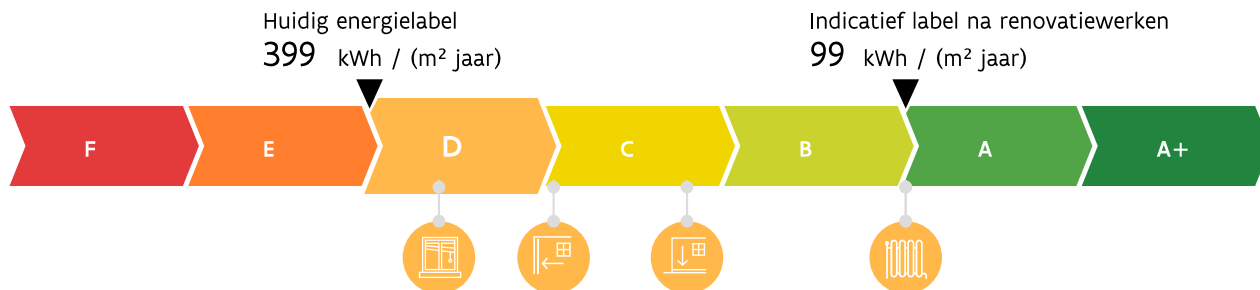 Huidig energielabel
399 kWh / (m² jaar)
Indicatief label na renovatiewerken
99 kWh / (m² jaar)
F
E
D
C
B
A
A+